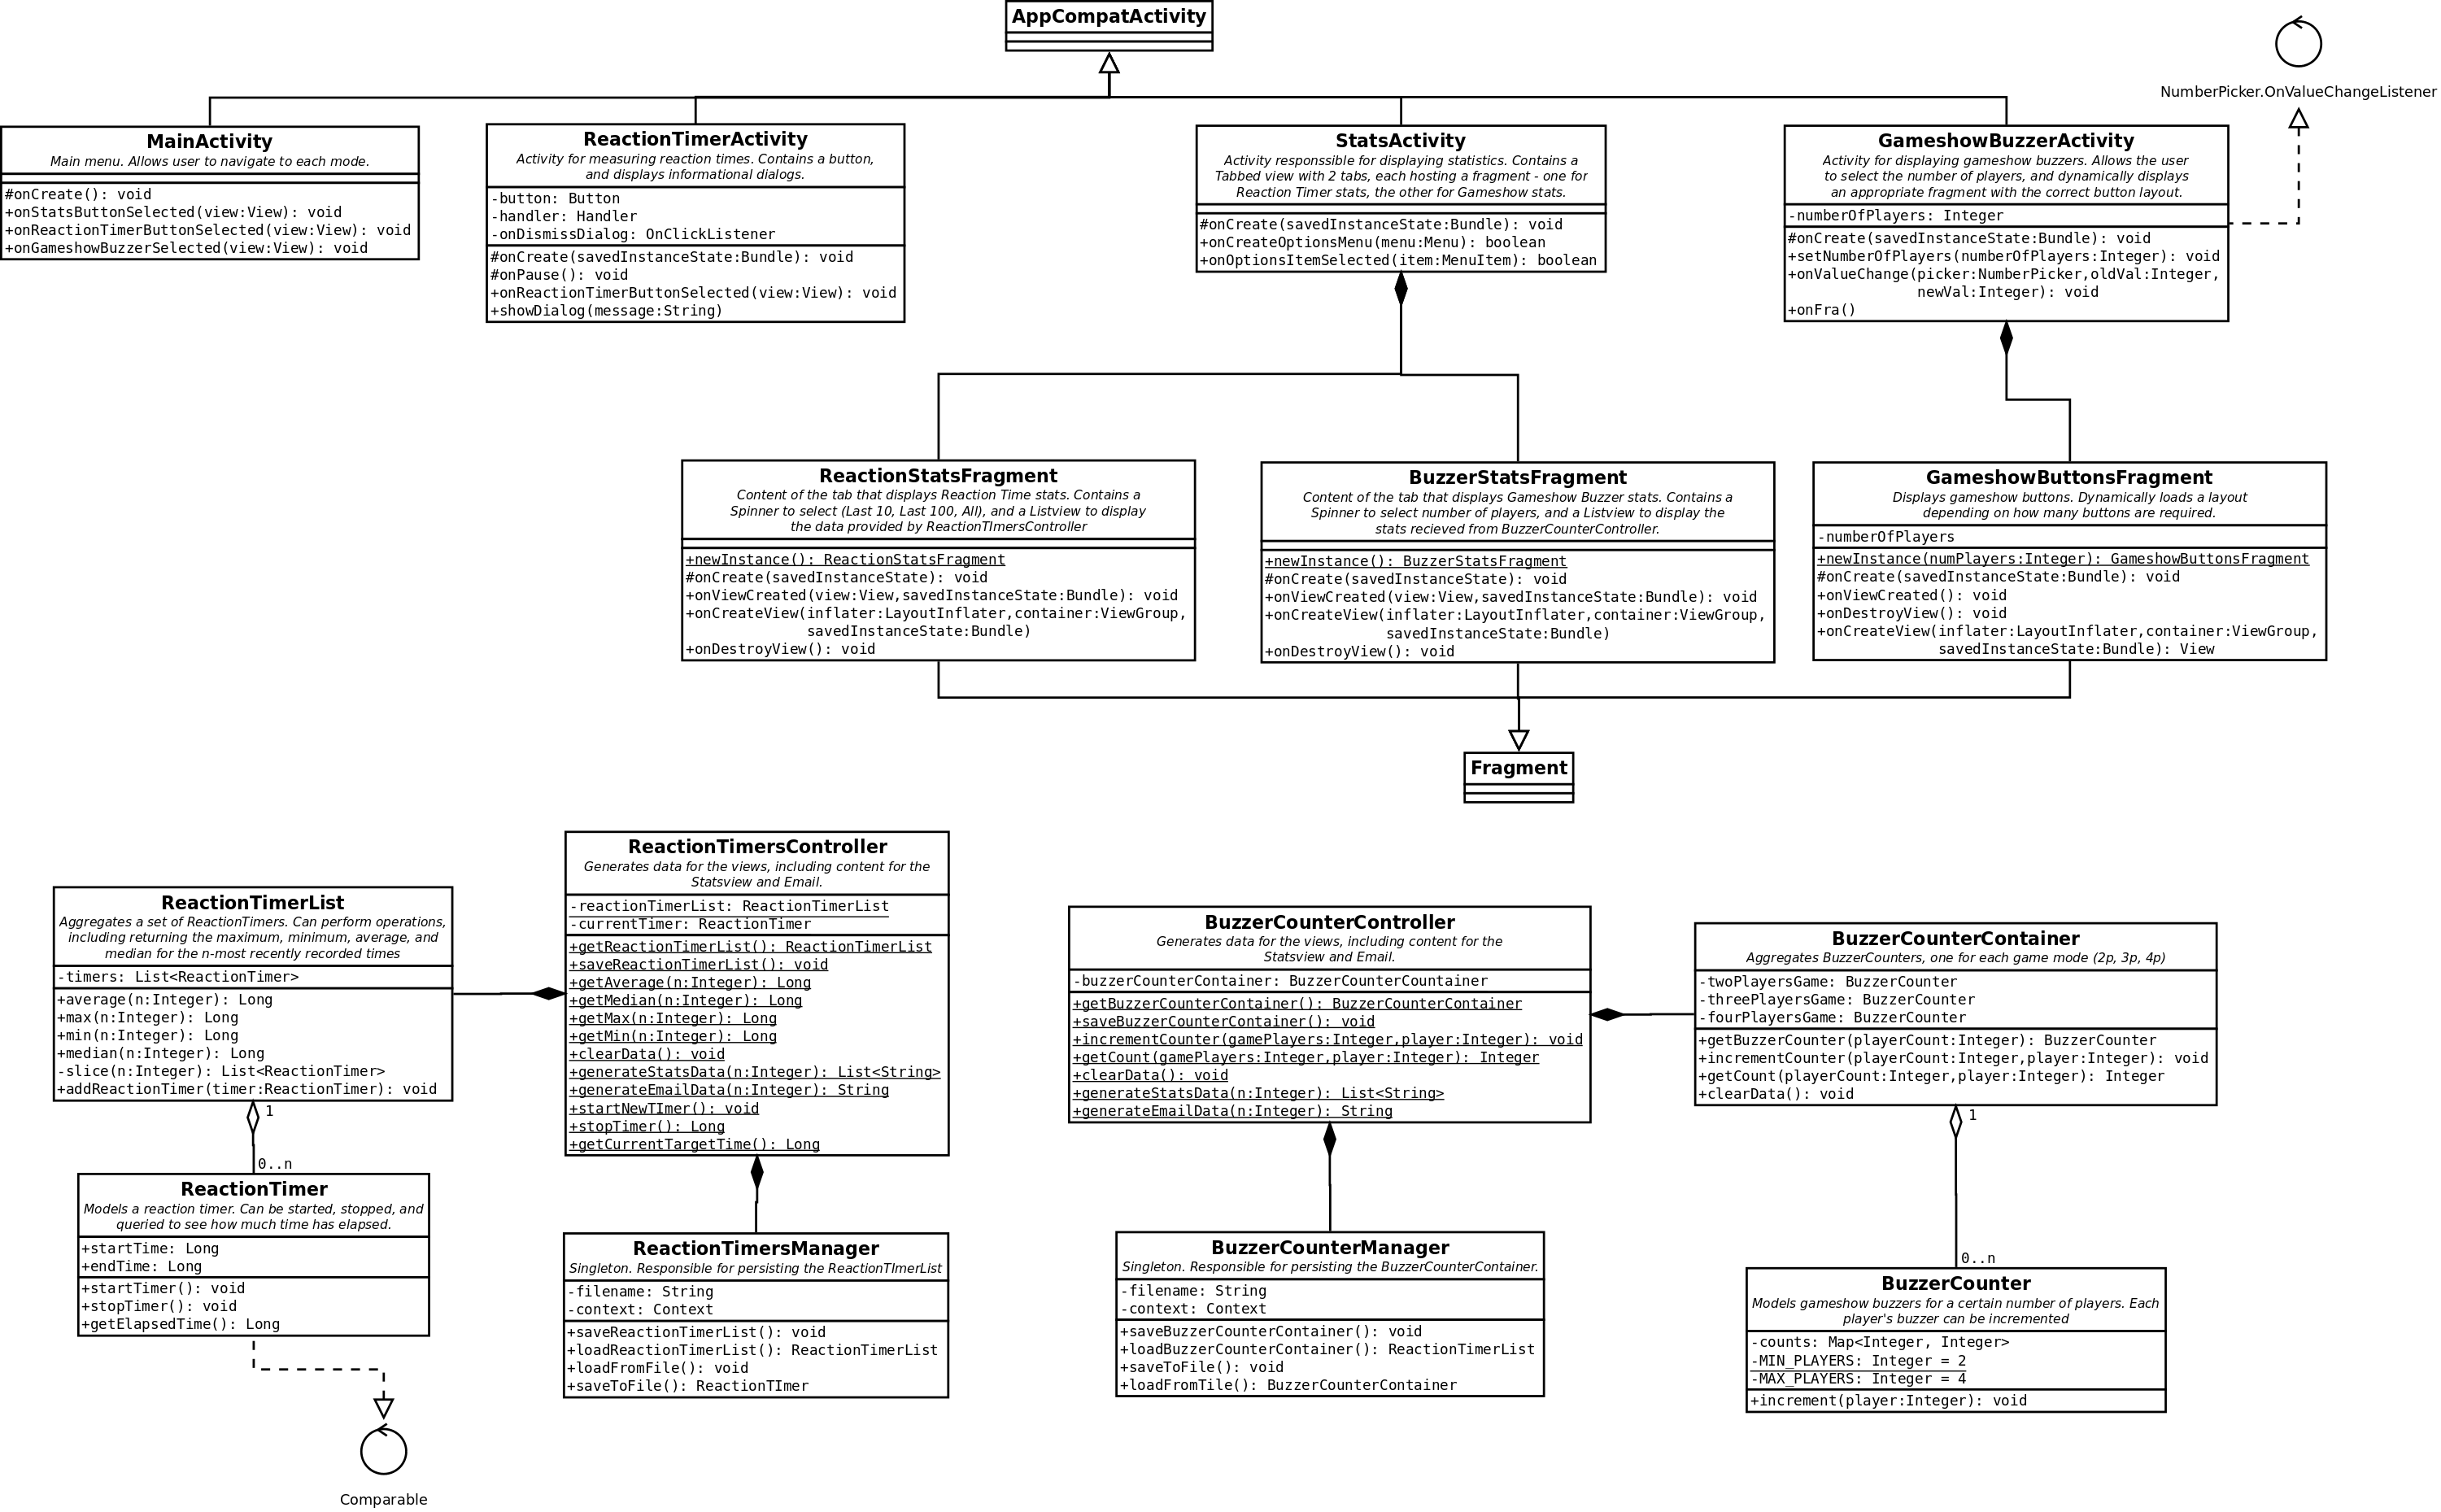 AppCompatActivity
NumberPicker.OnValueChangeListener
MainActivity
Main menu. Allows user to navigate to each mode.
#onCreate(): void
+onStatsButtonSelected(view:View): void
+onReactionTimerButtonSelected(view:View): void
+onGameshowBuzzerSelected(view:View): void
ReactionTimerActivity
Activity for measuring reaction times. Contains a button,
and displays informational dialogs.
-button: Button
-handler: Handler
-onDismissDialog: OnClickListener
#onCreate(savedInstanceState:Bundle): void
#onPause(): void
+onReactionTimerButtonSelected(view:View): void
+showDialog(message:String)
StatsActivity
Activity responssible for displaying statistics. Contains a
Tabbed view with 2 tabs, each hosting a fragment - one for
Reaction Timer stats, the other for Gameshow stats.
#onCreate(savedInstanceState:Bundle): void
+onCreateOptionsMenu(menu:Menu): boolean
+onOptionsItemSelected(item:MenuItem): boolean
GameshowBuzzerActivity
Activity for displaying gameshow buzzers. Allows the user
to select the number of players, and dynamically displays
an appropriate fragment with the correct button layout.
-numberOfPlayers: Integer
#onCreate(savedInstanceState:Bundle): void
+setNumberOfPlayers(numberOfPlayers:Integer): void
+onValueChange(picker:NumberPicker,oldVal:Integer,
newVal:Integer): void
+onFra()
ReactionStatsFragment
Content of the tab that displays Reaction Time stats. Contains a
Spinner to select (Last 10, Last 100, All), and a Listview to display
the data provided by ReactionTImersController
+newInstance(): ReactionStatsFragment
#onCreate(savedInstanceState): void
+onViewCreated(view:View,savedInstanceState:Bundle): void
+onCreateView(inflater:LayoutInflater,container:ViewGroup,
savedInstanceState:Bundle)
+onDestroyView(): void
BuzzerStatsFragment
Content of the tab that displays Gameshow Buzzer stats. Contains a
Spinner to select number of players, and a Listview to display the
stats recieved from BuzzerCounterController.
+newInstance(): BuzzerStatsFragment
#onCreate(savedInstanceState): void
+onViewCreated(view:View,savedInstanceState:Bundle): void
+onCreateView(inflater:LayoutInflater,container:ViewGroup,
savedInstanceState:Bundle)
+onDestroyView(): void
GameshowButtonsFragment
Displays gameshow buttons. Dynamically loads a layout
depending on how many buttons are required.
-numberOfPlayers
+newInstance(numPlayers:Integer): GameshowButtonsFragment
#onCreate(savedInstanceState:Bundle): void
+onViewCreated(): void
+onDestroyView(): void
+onCreateView(inflater:LayoutInflater,container:ViewGroup,
savedInstanceState:Bundle): View
Fragment
ReactionTimerList
Aggregates a set of ReactionTimers. Can perform operations,
including returning the maximum, minimum, average, and
median for the n-most recently recorded times
-timers: List<ReactionTimer>
+average(n:Integer): Long
+max(n:Integer): Long
+min(n:Integer): Long
+median(n:Integer): Long
-slice(n:Integer): List<ReactionTimer>
+addReactionTimer(timer:ReactionTimer): void
1
0..n
ReactionTimer
Models a reaction timer. Can be started, stopped, and
queried to see how much time has elapsed.
+startTime: Long
+endTime: Long
+startTimer(): void
+stopTimer(): void
+getElapsedTime(): Long
Comparable
ReactionTimersController
Generates data for the views, including content for the
Statsview and Email.
-reactionTimerList: ReactionTimerList
-currentTimer: ReactionTimer
+getReactionTimerList(): ReactionTimerList
+saveReactionTimerList(): void
+getAverage(n:Integer): Long
+getMedian(n:Integer): Long
+getMax(n:Integer): Long
+getMin(n:Integer): Long
+clearData(): void
+generateStatsData(n:Integer): List<String>
+generateEmailData(n:Integer): String
+startNewTImer(): void
+stopTimer(): Long
+getCurrentTargetTime(): Long
ReactionTimersManager
Singleton. Responsible for persisting the ReactionTImerList
-filename: String
-context: Context
+saveReactionTimerList(): void
+loadReactionTimerList(): ReactionTimerList
+loadFromFile(): void
+saveToFile(): ReactionTImer
BuzzerCounterController
Generates data for the views, including content for the
Statsview and Email.
-buzzerCounterContainer: BuzzerCounterCountainer
+getBuzzerCounterContainer(): BuzzerCounterContainer
+saveBuzzerCounterContainer(): void
+incrementCounter(gamePlayers:Integer,player:Integer): void
+getCount(gamePlayers:Integer,player:Integer): Integer
+clearData(): void
+generateStatsData(n:Integer): List<String>
+generateEmailData(n:Integer): String
BuzzerCounterManager
Singleton. Responsible for persisting the BuzzerCounterContainer.
-filename: String
-context: Context
+saveBuzzerCounterContainer(): void
+loadBuzzerCounterContainer(): ReactionTimerList
+saveToFile(): void
+loadFromTile(): BuzzerCounterContainer
BuzzerCounterContainer
Aggregates BuzzerCounters, one for each game mode (2p, 3p, 4p)
-twoPlayersGame: BuzzerCounter
-threePlayersGame: BuzzerCounter
-fourPlayersGame: BuzzerCounter
+getBuzzerCounter(playerCount:Integer): BuzzerCounter
+incrementCounter(playerCount:Integer,player:Integer): void
+getCount(playerCount:Integer,player:Integer): Integer
+clearData(): void
1
0..n
BuzzerCounter
Models gameshow buzzers for a certain number of players. Each
player's buzzer can be incremented
-counts: Map<Integer, Integer>
-MIN_PLAYERS: Integer = 2
-MAX_PLAYERS: Integer = 4
+increment(player:Integer): void